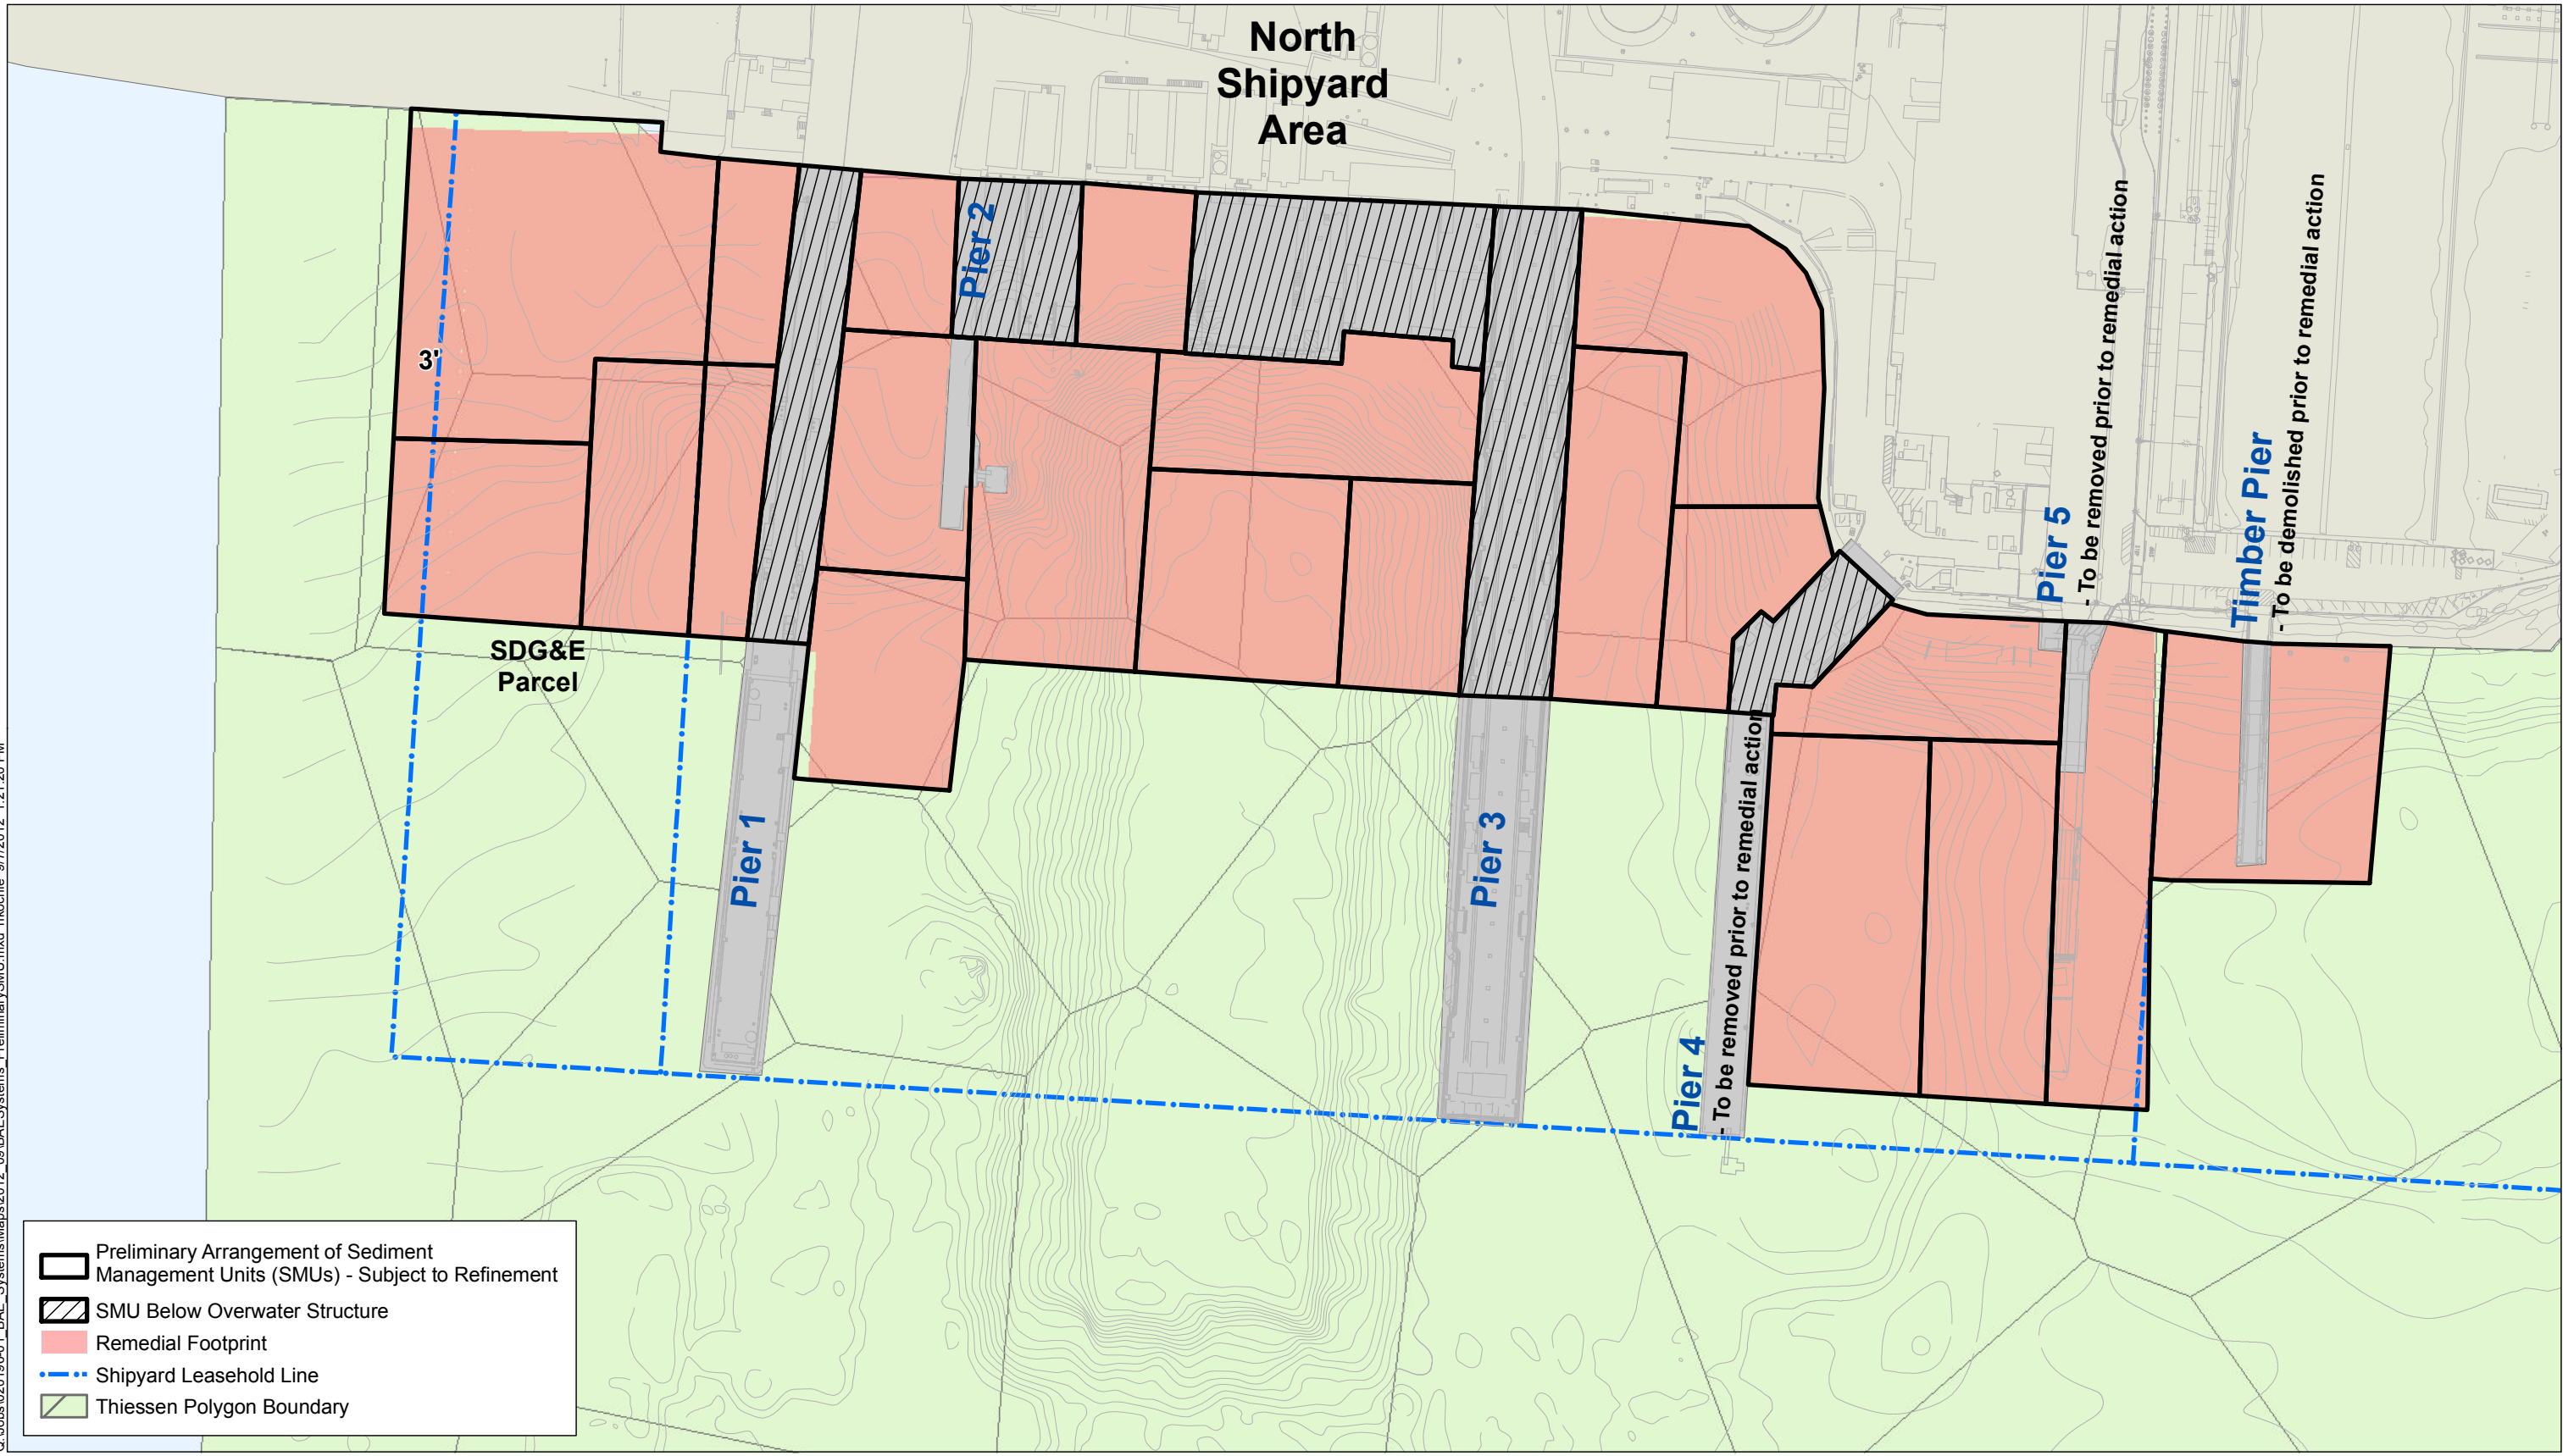 North
Shipyard
Area
Pier 2
3'
SDG&E
Parcel
Pier 1
Pier 3
Pier 4
- To be removed prior to remedial action
Pier 5
- To be removed prior to remedial action
Timber Pier
- To be demolished prior to remedial action
Preliminary Arrangement of Sediment
Management Units (SMUs) - Subject to Refinement
SMU Below Overwater Structure
Remedial Footprint
Shipyard Leasehold Line
Thiessen Polygon Boundary